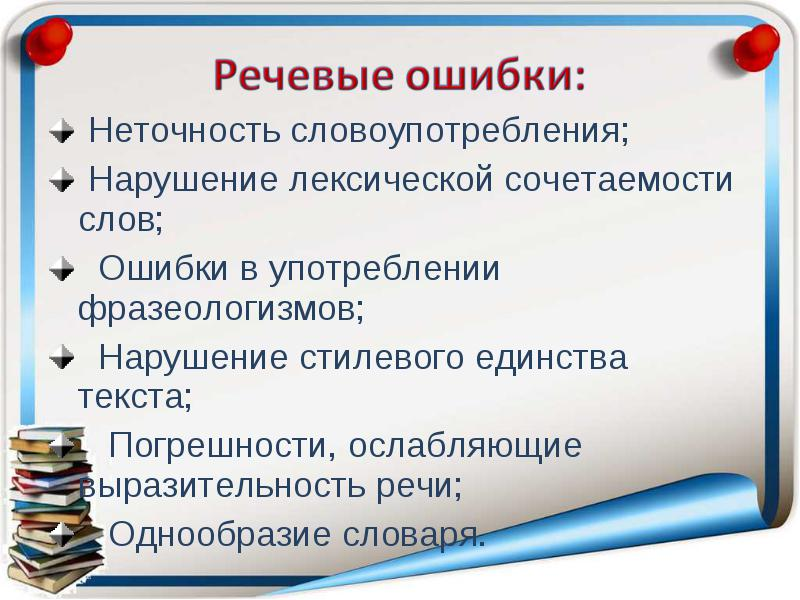 Речевые ошибки:
Неточность словоупотребления;
Нарушение лексической сочетаемости
слов;
Ошибки в употреблении
фразеологизмов;
Нарушение стилевого единства
текста;
Погрешности, ослабляющие
выразительность речи;
Однообразие словаря.